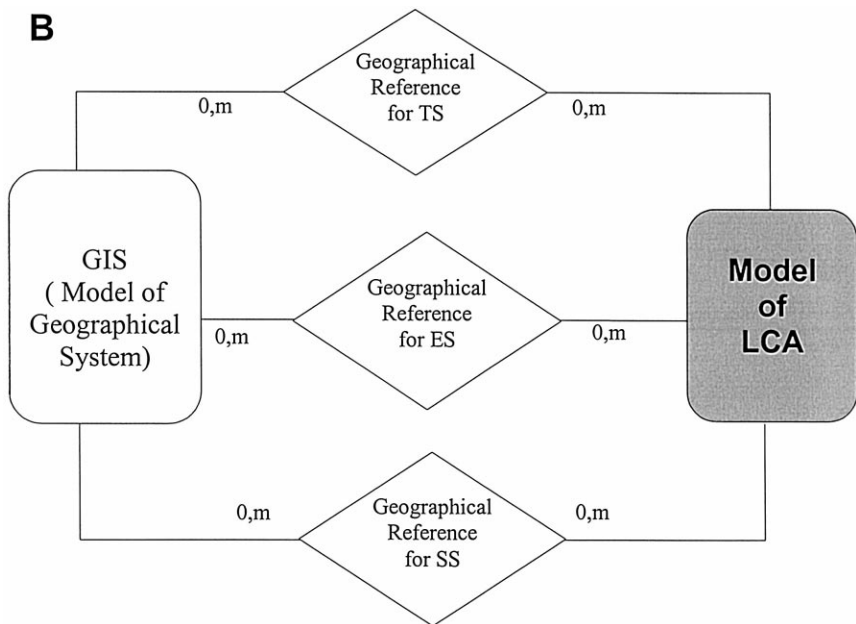 B
Geographical
Reference
for TS
0,m
0,m
GIS
( Model of
Geographical
System)
Geographical
Reference
for ES
0,m
0,m
Model
of
LCA
Geographical
Reference
for SS
0,m
0,m